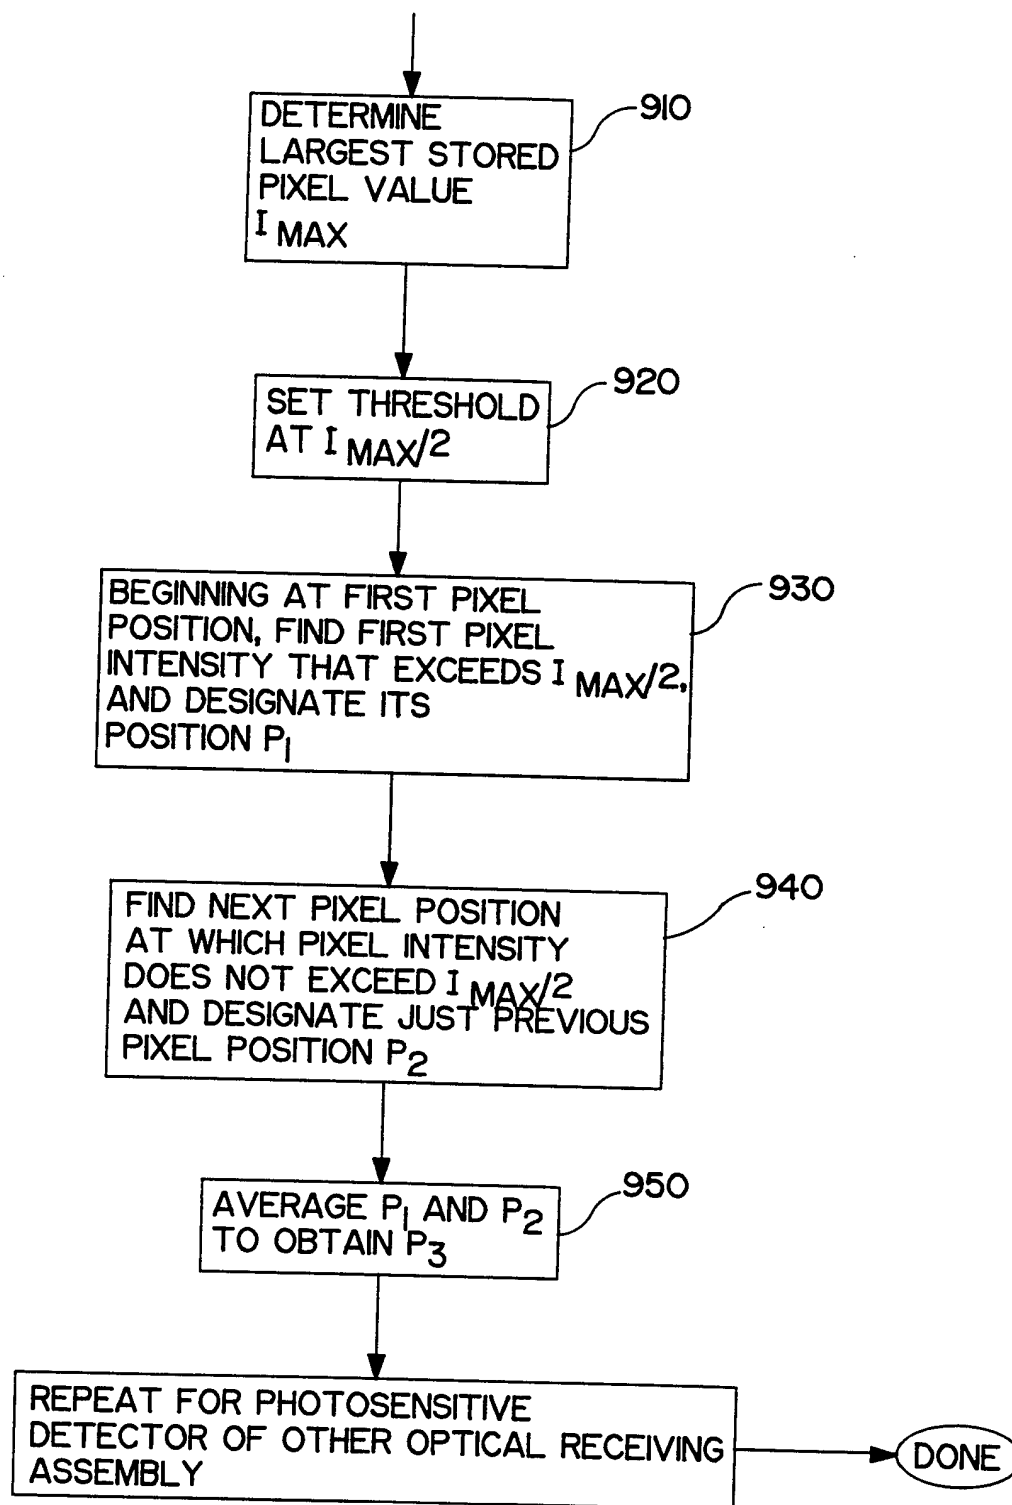 DETERMINE
LARGEST STORED
PIXEL VALUE
I MAX
910
SET THRESHOLD
AT I MAX/2
920
BEGINNING AT FIRST PIXEL
POSITION, FIND FIRST PIXEL
INTENSITY THAT EXCEEDS I MAX/2,
AND DESIGNATE ITS
POSITION P1
930
FIND NEXT PIXEL POSITION
AT WHICH PIXEL INTENSITY
DOES NOT EXCEED I MAX/2
AND DESIGNATE JUST PREVIOUS
PIXEL POSITION P2
940
AVERAGE P1 AND P2
TO OBTAIN P3
950
REPEAT FOR PHOTOSENSITIVE
DETECTOR OF OTHER OPTICAL RECEIVING
ASSEMBLY
DONE